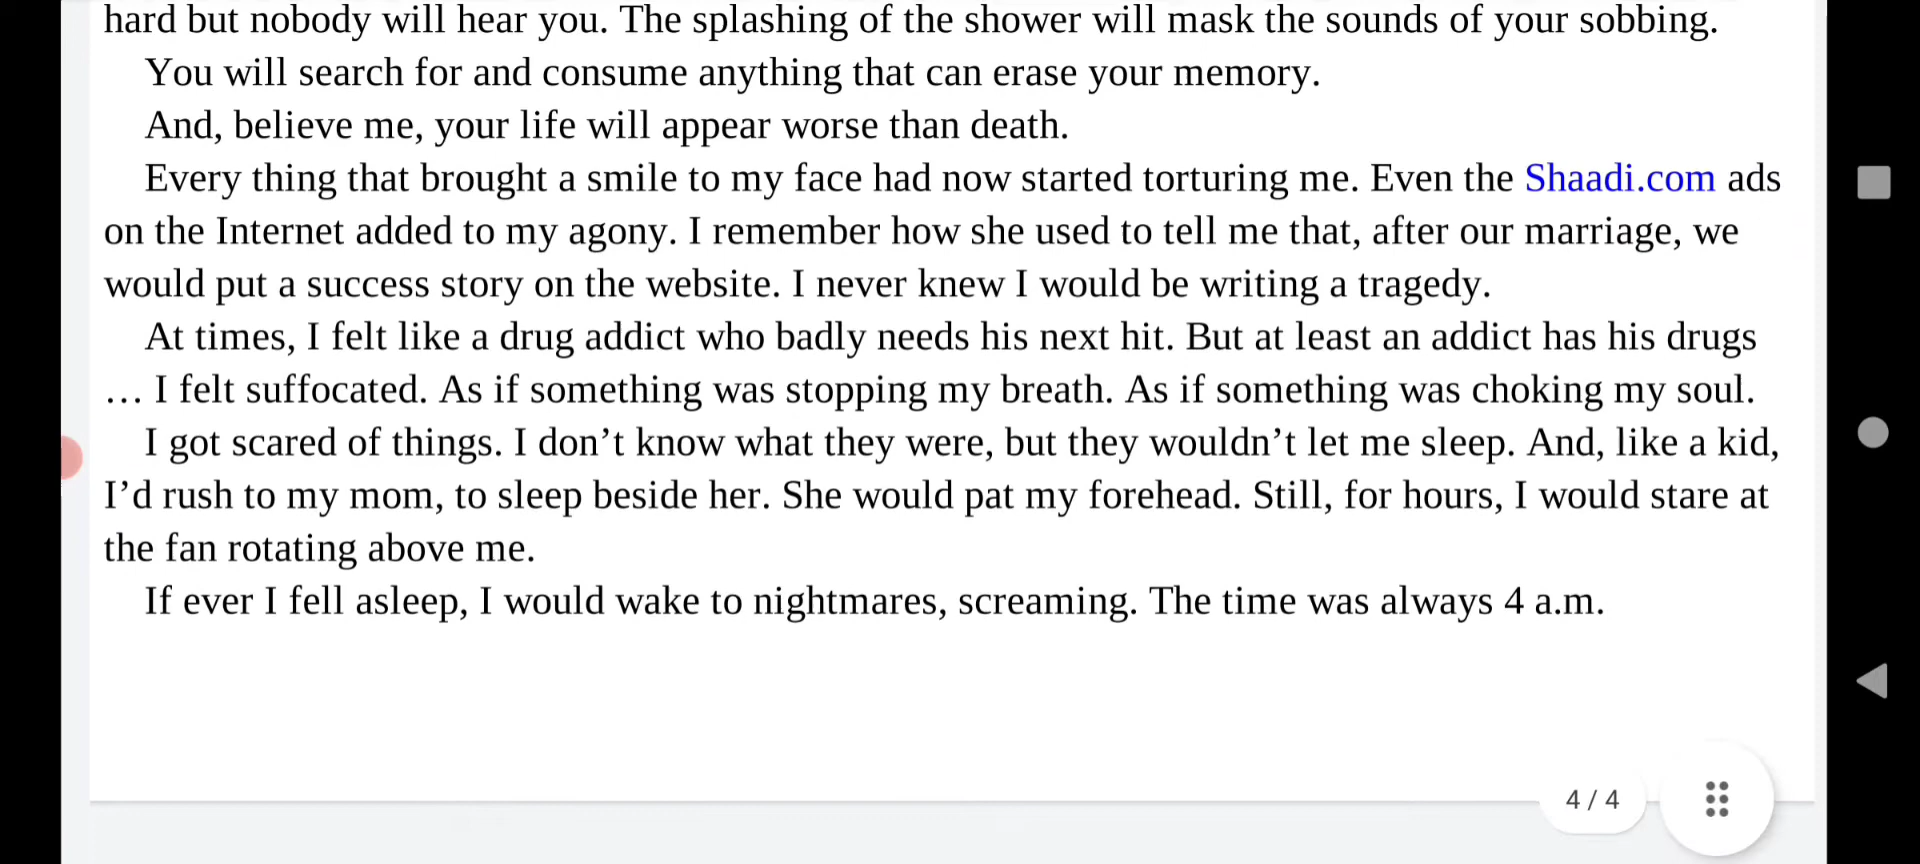 hard but nobody will hear you. The splashing of the shower will mask the sounds of your sobbing.
You will search for and consume anything that can erase your memory.
And, believe me, your life will appear worse than death.
Every thing that brought a smile to my face had now started torturing me. Even the Shaadi.com ads
on the Internet added to my agony. I remember how she used to tell me that, after our marriage, we
would put a success story on the website. I never knew I would be writing a tragedy.
At times, I felt like a drug addict who badly needs his next hit. But at least an addict has his drugs
… I felt suffocated. As if something was stopping my breath. As if something was choking my soul.
I got scared of things. I don’t know what they were, but they wouldn’t let me sleep. And, like a kid,
I’d rush to my mom, to sleep beside her. She would pat my forehead. Still, for hours, I would stare at
the fan rotating above me.
If ever I fell asleep, I would wake to nightmares, screaming. The time was always 4 a.m.
4 / 4